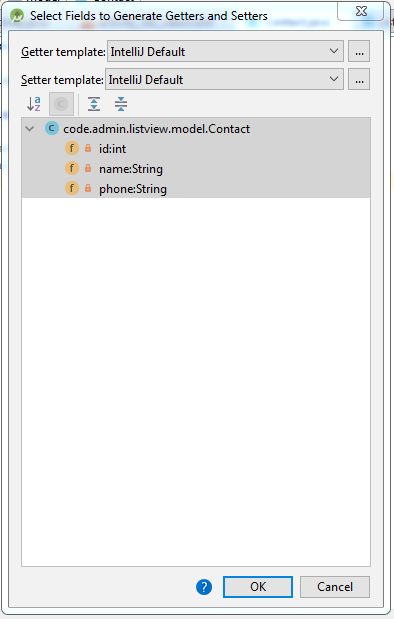 Select Fields to Generate Getters and Setters
Getter template: IntelliJ Default ...
Setter template: IntelliJ Default ...
code.admin.listview.model.Contact
id:int
name:String
phone:String
? OK Cancel